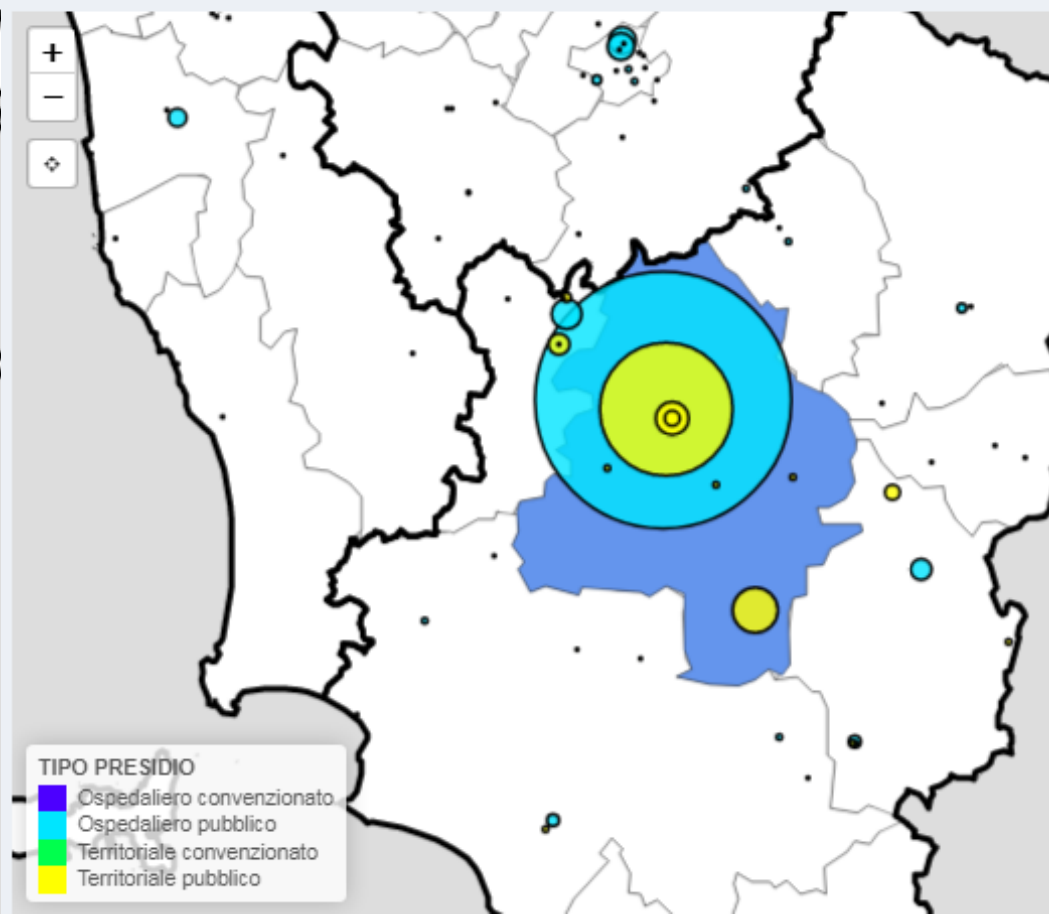 +
−
TIPO PRESIDIO
Ospedaliero convenzionato
Ospedaliero pubblico
Territoriale convenzionato
Territoriale pubblico